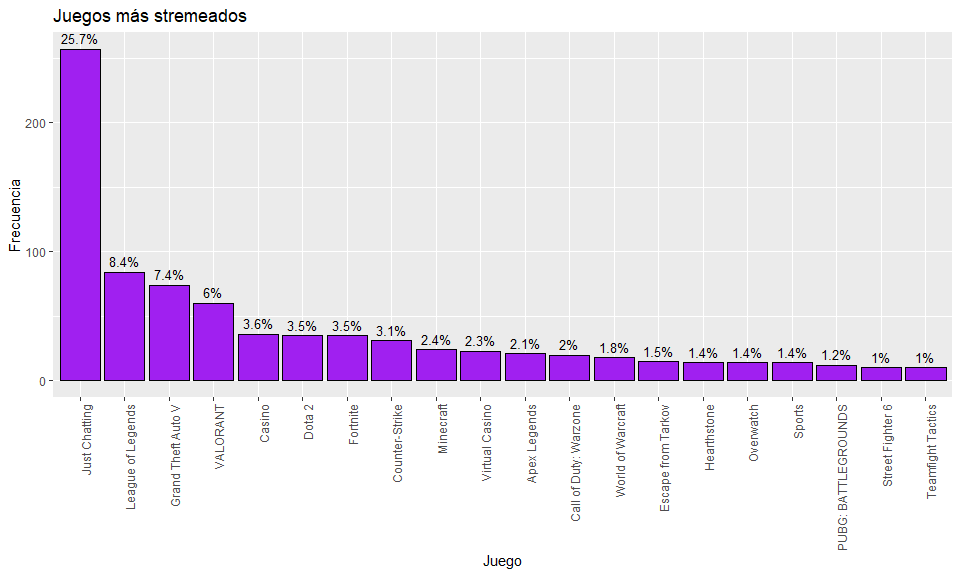 Juegos más stremeados
25.7%
8.4%
7.4%
6%
3.6%
3.5%
3.5%
3.1%
2.4%
2.3%
2.1%
2%
1.8%
1.5%
1.4%
1.4%
1.4%
1.2%
1%
1%
Frecuencia
200
100
0
Just Chatting
League of Legends
Grand Theft Auto V
VALORANT
Casino
Dota 2
Fortnite
Counter-Strike
Minecraft
Virtual Casino
Apex Legends
Call of Duty: Warzone
World of Warcraft
Escape from Tarkov
Hearthstone
Overwatch
Sports
PUBG: BATTLEGROUNDS
Street Fighter 6
Teamfight Tactics
Juego